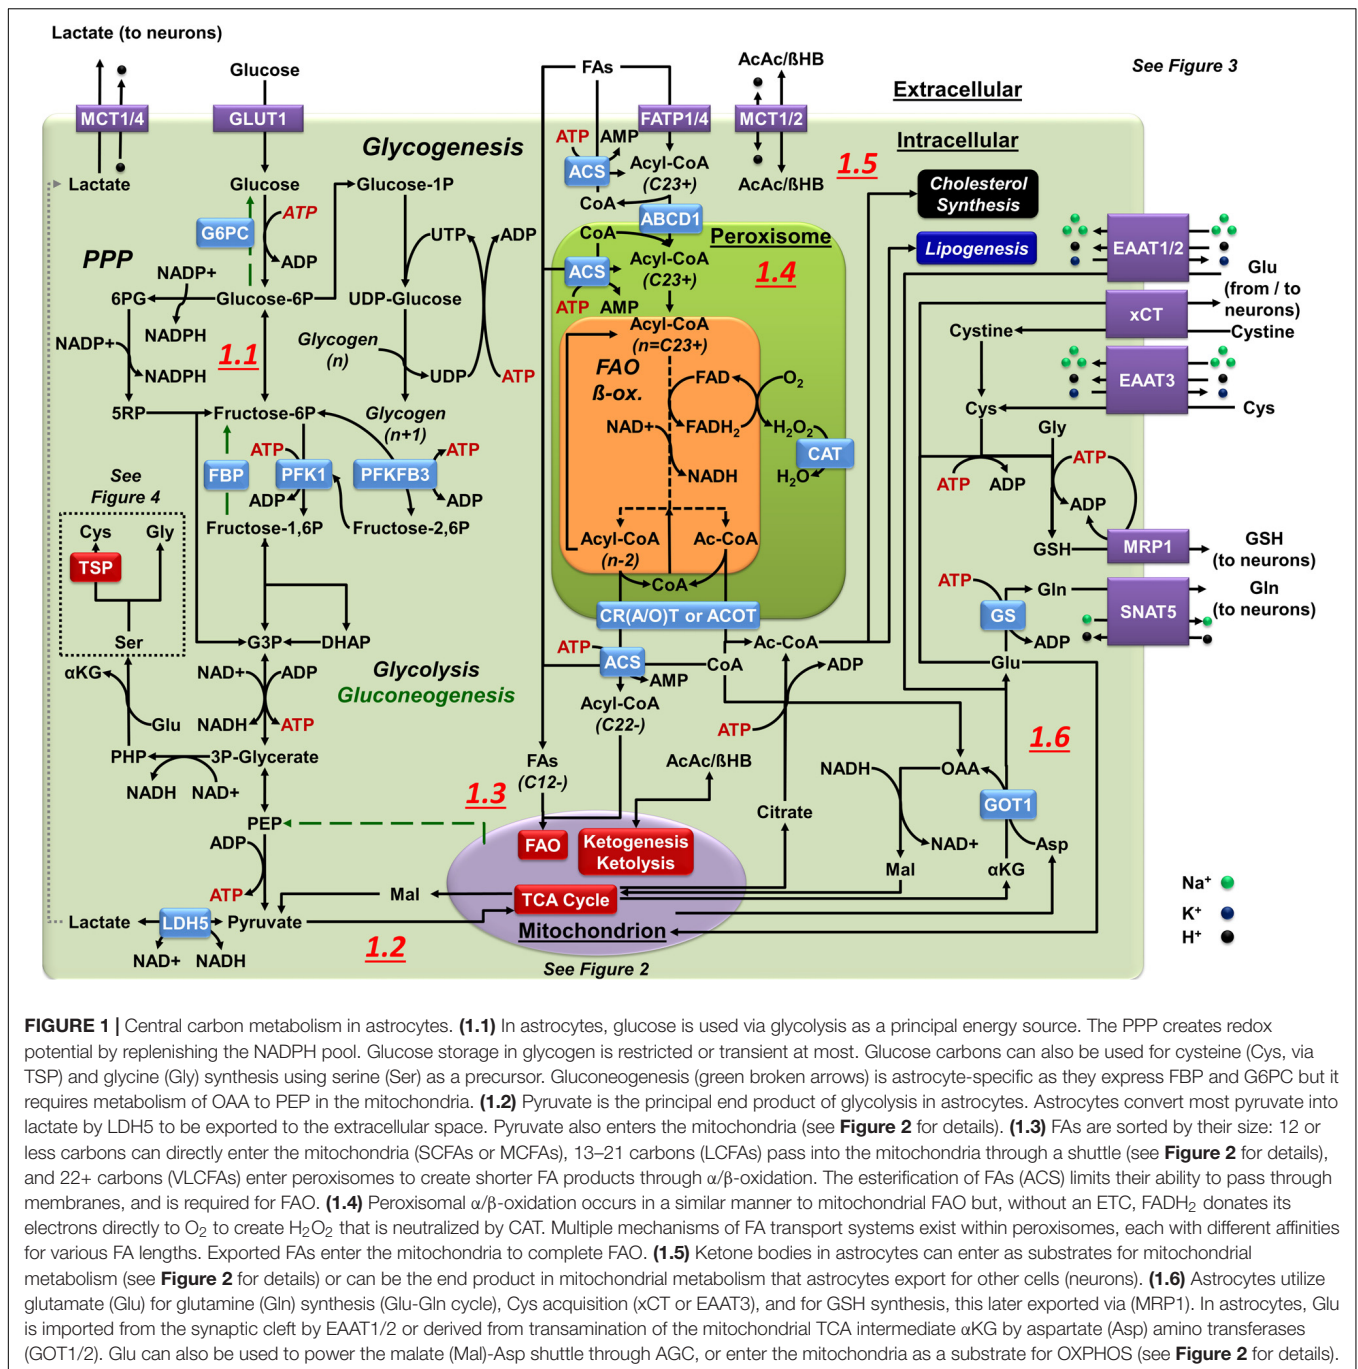 Lactate (to neurons)
Glucose
FAs
AcAc/ßHB
See Figure 3
Extracellular
MCT1/4
GLUT1
FATP1/4
MCT1/2
Intracellular
Glycogenesis
ATP
AMP
ACS
Acyl-CoA
(C23+)
1.5
Lactate
Glucose
Glucose-1P
CoA
AcAc/ßHB
Cholesterol
Synthesis
G6PC
ATP
ADP
UTP
ADP
ABCD1
CoA
Peroxisome
Lipogenesis
EAAT1/2
PPP
NADP+
ACS
Acyl-CoA
(C23+)
1.4
Glu
(from / to
neurons)
6PG
Glucose-6P
UDP-Glucose
ATP
AMP
xCT
NADPH
Cystine
Cystine
NADP+
NADPH
1.1
Glycogen
(n)
UDP
ATP
Acyl-CoA
(n=C23+)
FAO
ß-ox.
FAD
O2
EAAT3
5RP
Fructose-6P
Glycogen
(n+1)
NAD+
FADH2
H2O2
Cys
Cys
Gly
ATP
FBP
PFK1
PFKFB3
ATP
NADH
CAT
H2O
ATP
ADP
ATP
ADP
ADP
ADP
See
Figure 4
Fructose-1,6P
Fructose-2,6P
Cys
Gly
Acyl-CoA
(n-2)
Ac-CoA
GSH
MRP1
GSH
(to neurons)
TSP
CoA
ATP
Gln
Gln
(to neurons)
CR(A/O)T or ACOT
GS
SNAT5
Ser
G3P
DHAP
ATP
ACS
CoA
Ac-CoA
ADP
ADP
Glu
αKG
NAD+
ADP
Glycolysis
Gluconeogenesis
AMP
Acyl-CoA
(C22-)
Glu
NADH
ATP
ATP
1.6
PHP
3P-Glycerate
FAs
(C12-)
AcAc/ßHB
NADH
OAA
NADH
NAD+
1.3
Citrate
GOT1
PEP
ADP
FAO
Ketogenesis
Ketolysis
NAD+
Asp
ATP
Mal
TCA Cycle
Mal
αKG
Na+
Lactate
LDH5
Pyruvate
Mitochondrion
K+
NAD+
NADH
1.2
See Figure 2
H+
FIGURE 1 | Central carbon metabolism in astrocytes. (1.1) In astrocytes, glucose is used via glycolysis as a principal energy source. The PPP creates redox
potential by replenishing the NADPH pool. Glucose storage in glycogen is restricted or transient at most. Glucose carbons can also be used for cysteine (Cys, via
TSP) and glycine (Gly) synthesis using serine (Ser) as a precursor. Gluconeogenesis (green broken arrows) is astrocyte-specific as they express FBP and G6PC but it
requires metabolism of OAA to PEP in the mitochondria. (1.2) Pyruvate is the principal end product of glycolysis in astrocytes. Astrocytes convert most pyruvate into
lactate by LDH5 to be exported to the extracellular space. Pyruvate also enters the mitochondria (see Figure 2 for details). (1.3) FAs are sorted by their size: 12 or
less carbons can directly enter the mitochondria (SCFAs or MCFAs), 13–21 carbons (LCFAs) pass into the mitochondria through a shuttle (see Figure 2 for details),
and 22+ carbons (VLCFAs) enter peroxisomes to create shorter FA products through α/β-oxidation. The esterification of FAs (ACS) limits their ability to pass through
membranes, and is required for FAO. (1.4) Peroxisomal α/β-oxidation occurs in a similar manner to mitochondrial FAO but, without an ETC, FADH2 donates its
electrons directly to O2 to create H2O2 that is neutralized by CAT. Multiple mechanisms of FA transport systems exist within peroxisomes, each with different affinities
for various FA lengths. Exported FAs enter the mitochondria to complete FAO. (1.5) Ketone bodies in astrocytes can enter as substrates for mitochondrial
metabolism (see Figure 2 for details) or can be the end product in mitochondrial metabolism that astrocytes export for other cells (neurons). (1.6) Astrocytes utilize
glutamate (Glu) for glutamine (Gln) synthesis (Glu-Gln cycle), Cys acquisition (xCT or EAAT3), and for GSH synthesis, this later exported via (MRP1). In astrocytes, Glu
is imported from the synaptic cleft by EAAT1/2 or derived from transamination of the mitochondrial TCA intermediate αKG by aspartate (Asp) amino transferases
(GOT1/2). Glu can also be used to power the malate (Mal)-Asp shuttle through AGC, or enter the mitochondria as a substrate for OXPHOS (see Figure 2 for details).